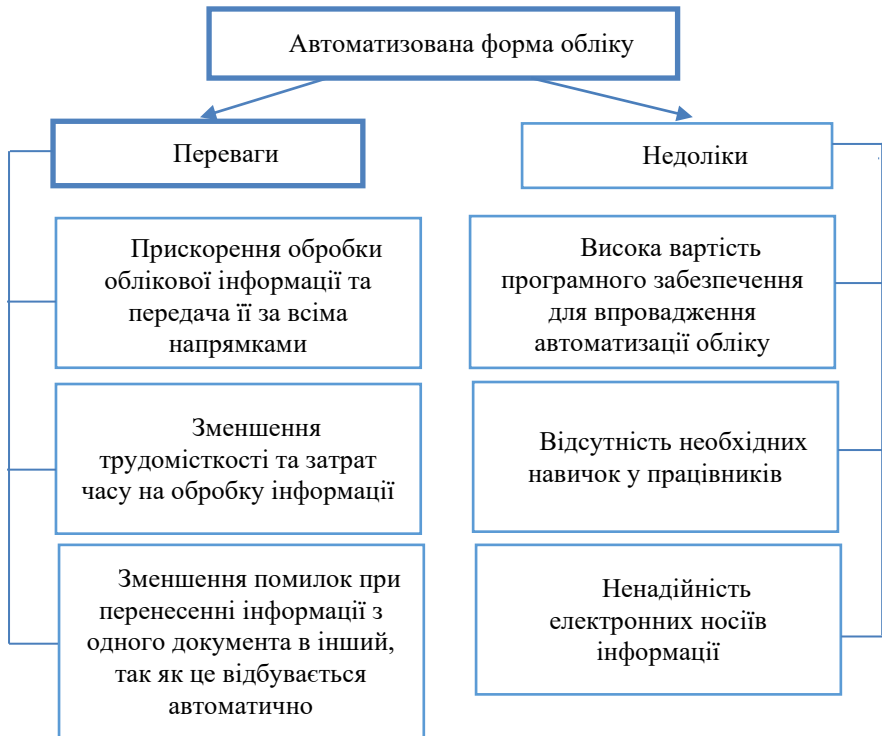 Автоматизована форма обліку
Переваги
Прискорення обробки
облікової інформації та
передача її за всіма
напрямками
Зменшення
трудомісткості та затрат
часу на обробку інформації
Зменшення помилок при
перенесенні інформації з
одного документа в інший,
так як це відбувається
автоматично
Недоліки
Висока вартість
програмного забезпечення
для впровадження
автоматизації обліку
Відсутність необхідних
навичок у працівників
Ненадійність
електронних носіїв
інформації